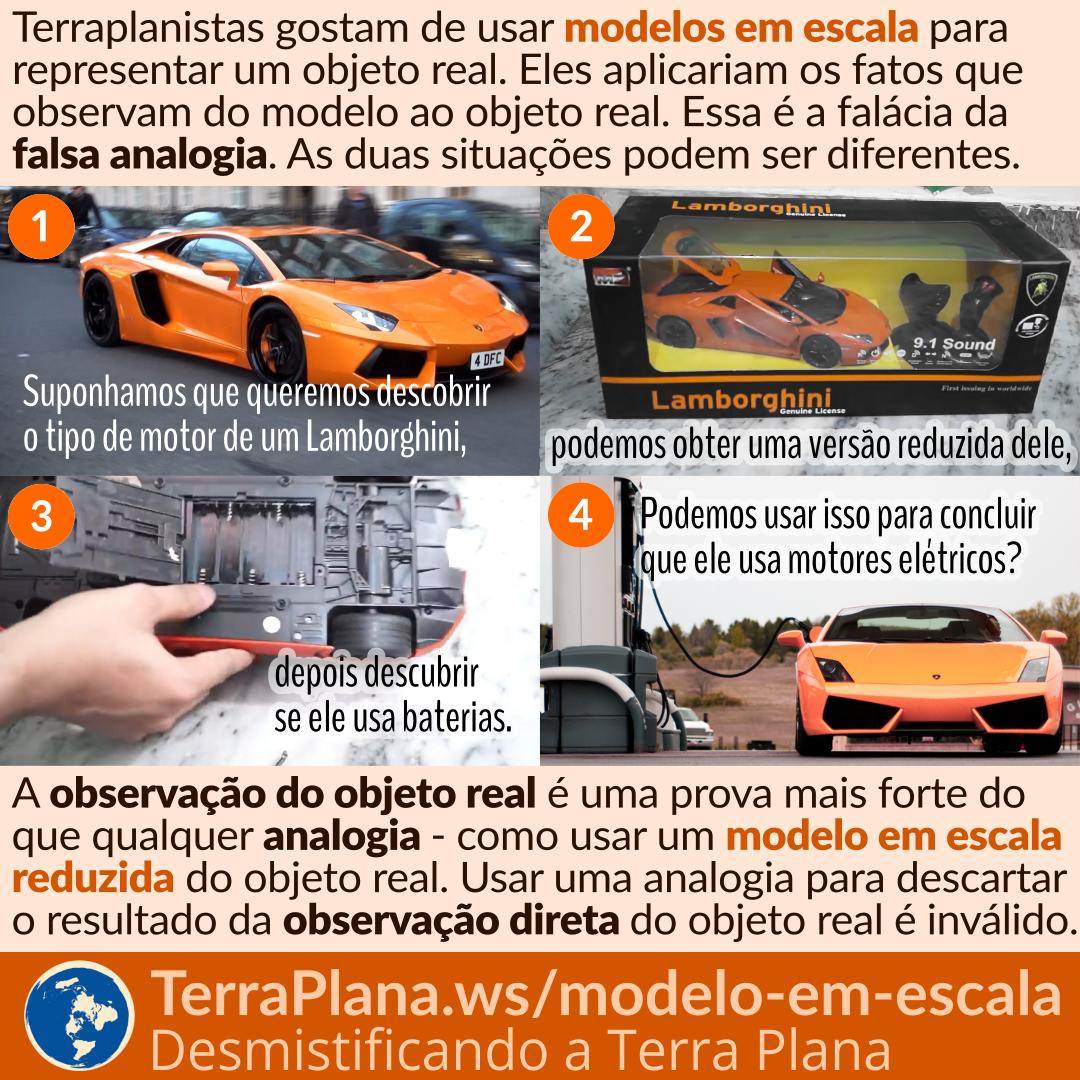 Terraplanistas gostam de usar modelos em escala para
representar um objeto real. Eles aplicariam os fatos que
observam do modelo ao objeto real. Essa é a falácia da
falsa analogia. As duas situações podem ser diferentes.
1
4 DFC
Suponhamos que queremos descobrir
o tipo de motor de um Lamborghini,
2
Lamborghini
Genuine License
9.1 Sound
First issuing in worldwide
Lamborghini
Genuine License
podemos obter uma versão reduzida dele,
3
depois descubrir
se ele usa baterias.
4
Podemos usar isso para concluir
que ele usa motores elétricos?
A observação do objeto real é uma prova mais forte do
que qualquer analogia - como usar um modelo em escala
reduzida do objeto real. Usar uma analogia para descartar
o resultado da observação direta do objeto real é inválido.
TerraPlana.ws/modelo-em-escala
Desmistificando a Terra Plana